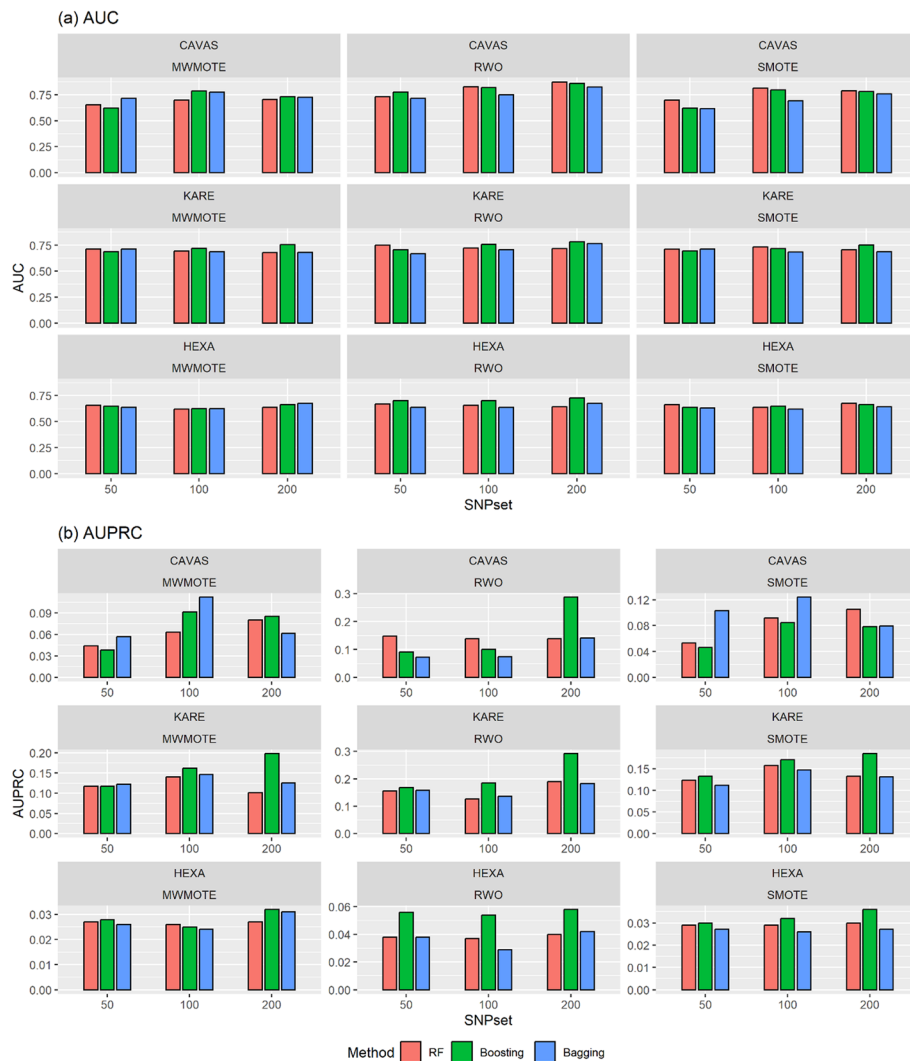 (a) AUC
CAVAS CAVAS CAVAS
MWMOTE RWO SMOTE
0.75
0.50
0.25
0.00
KARE KARE KARE
MWMOTE RWO SMOTE
0.75
0.50
0.25
0.00
AUC
HEXA HEXA HEXA
MWMOTE RWO SMOTE
0.75
0.50
0.25
0.00
50 100 200 50 100 200 50 100 200
SNPset
(b) AUPRC
CAVAS CAVAS CAVAS
MWMOTE RWO SMOTE
0.09 0.3 0.12
0.06 0.2 0.08
0.03 0.1 0.04
0.00 0.0 0.00
50 100 200 50 100 200 50 100 200
KARE KARE KARE
MWMOTE RWO SMOTE
0.20 0.3 0.15
0.15 0.2 0.10
0.10 0.1 0.05
0.05 0.0 0.00
0.00
50 100 200 50 100 200 50 100 200
AUPRC
HEXA HEXA HEXA
MWMOTE RWO SMOTE
0.03 0.06 0.03
0.02 0.04 0.02
0.01 0.02 0.01
0.00 0.00 0.00
50 100 200 50 100 200 50 100 200
SNPset
Method RF Boosting Bagging